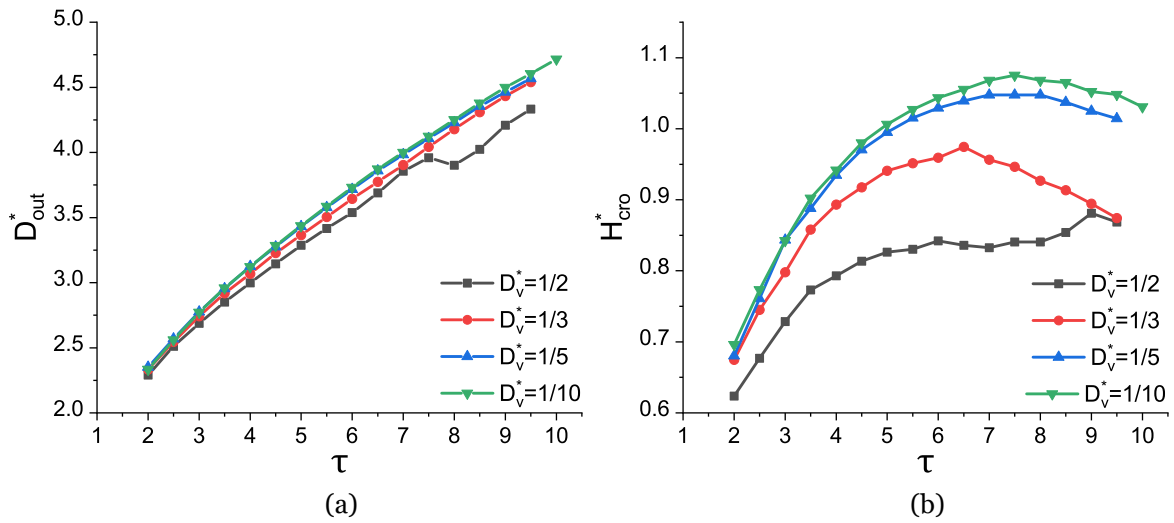 5.0
4.5
4.0
3.5
3.0
2.5
2.0
D*out
1 2 3 4 5 6 7 8 9 10
τ
D*v=1/2
D*v=1/3
D*v=1/5
D*v=1/10
(a)
1.1
1.0
0.9
0.8
0.7
0.6
H*cro
1 2 3 4 5 6 7 8 9 10
τ
D*v=1/2
D*v=1/3
D*v=1/5
D*v=1/10
(b)